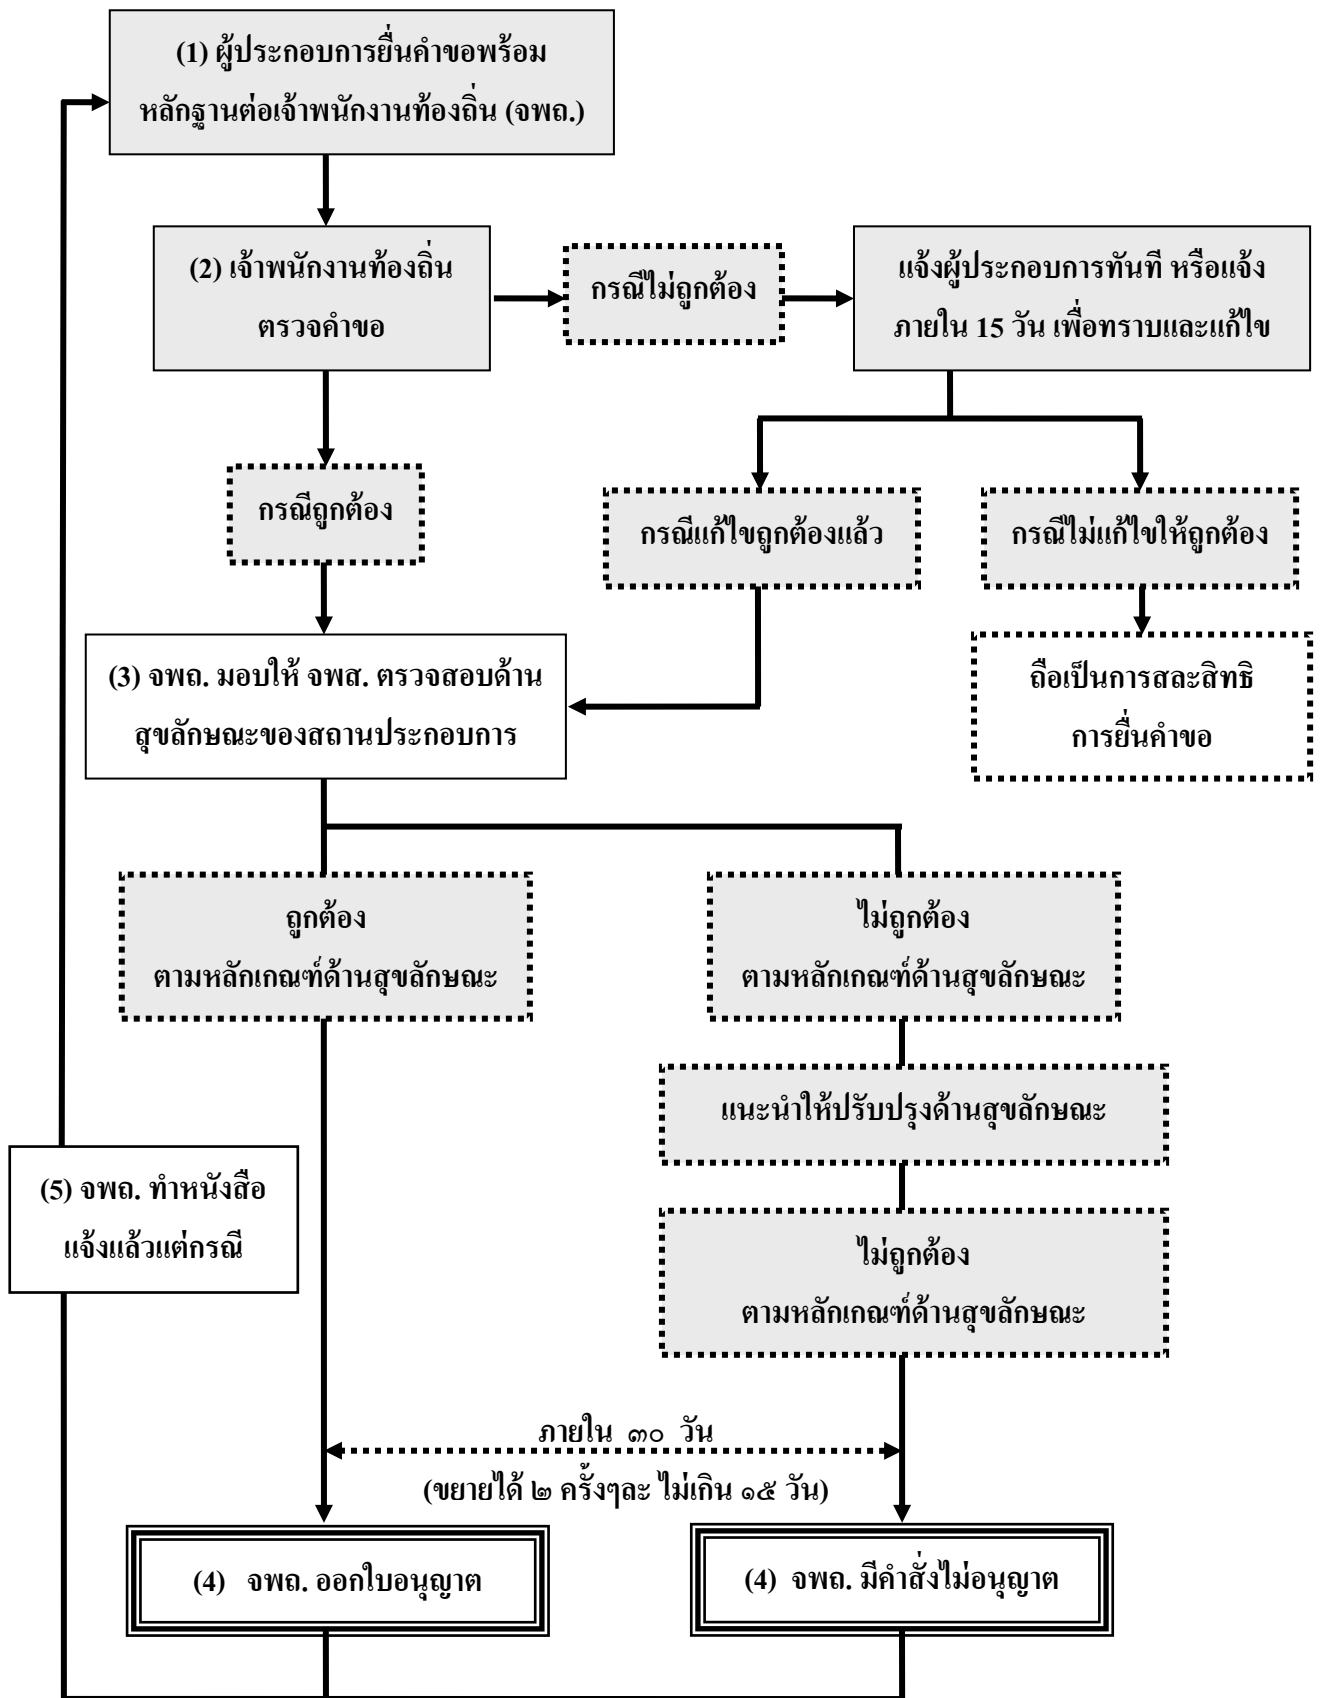 (1) ผู้ประกอบการยื่นคำขอพร้อม
หลักฐานต่อเจ้าพนักงานท้องถิ่น (จพถ.)
(2) เจ้าพนักงานท้องถิ่น
ตรวจคำขอ
กรณีไม่ถูกต้อง
แจ้งผู้ประกอบการทันที หรือแจ้ง
ภายใน 15 วัน เพื่อทราบและแก้ไข
กรณีถูกต้อง
กรณีแก้ไขถูกต้องแล้ว
กรณีไม่แก้ไขให้ถูกต้อง
(3) จพถ. มอบให้ จพส. ตรวจสอบด้าน
สุขลักษณะของสถานประกอบการ
ถือเป็นการสละสิทธิ
การยื่นคำขอ
ถูกต้อง
ตามหลักเกณฑ์ด้านสุขลักษณะ
ไม่ถูกต้อง
ตามหลักเกณฑ์ด้านสุขลักษณะ
แนะนำให้ปรับปรุงด้านสุขลักษณะ
(5) จพถ. ทำหนังสือ
แจ้งแล้วแต่กรณี
ไม่ถูกต้อง
ตามหลักเกณฑ์ด้านสุขลักษณะ
ภายใน ๓๐ วัน
(ขยายได้ ๒ ครั้งๆละ ไม่เกิน ๑๕ วัน)
(4) จพถ. ออกใบอนุญาต
(4) จพถ. มีคำสั่งไม่อนุญาต